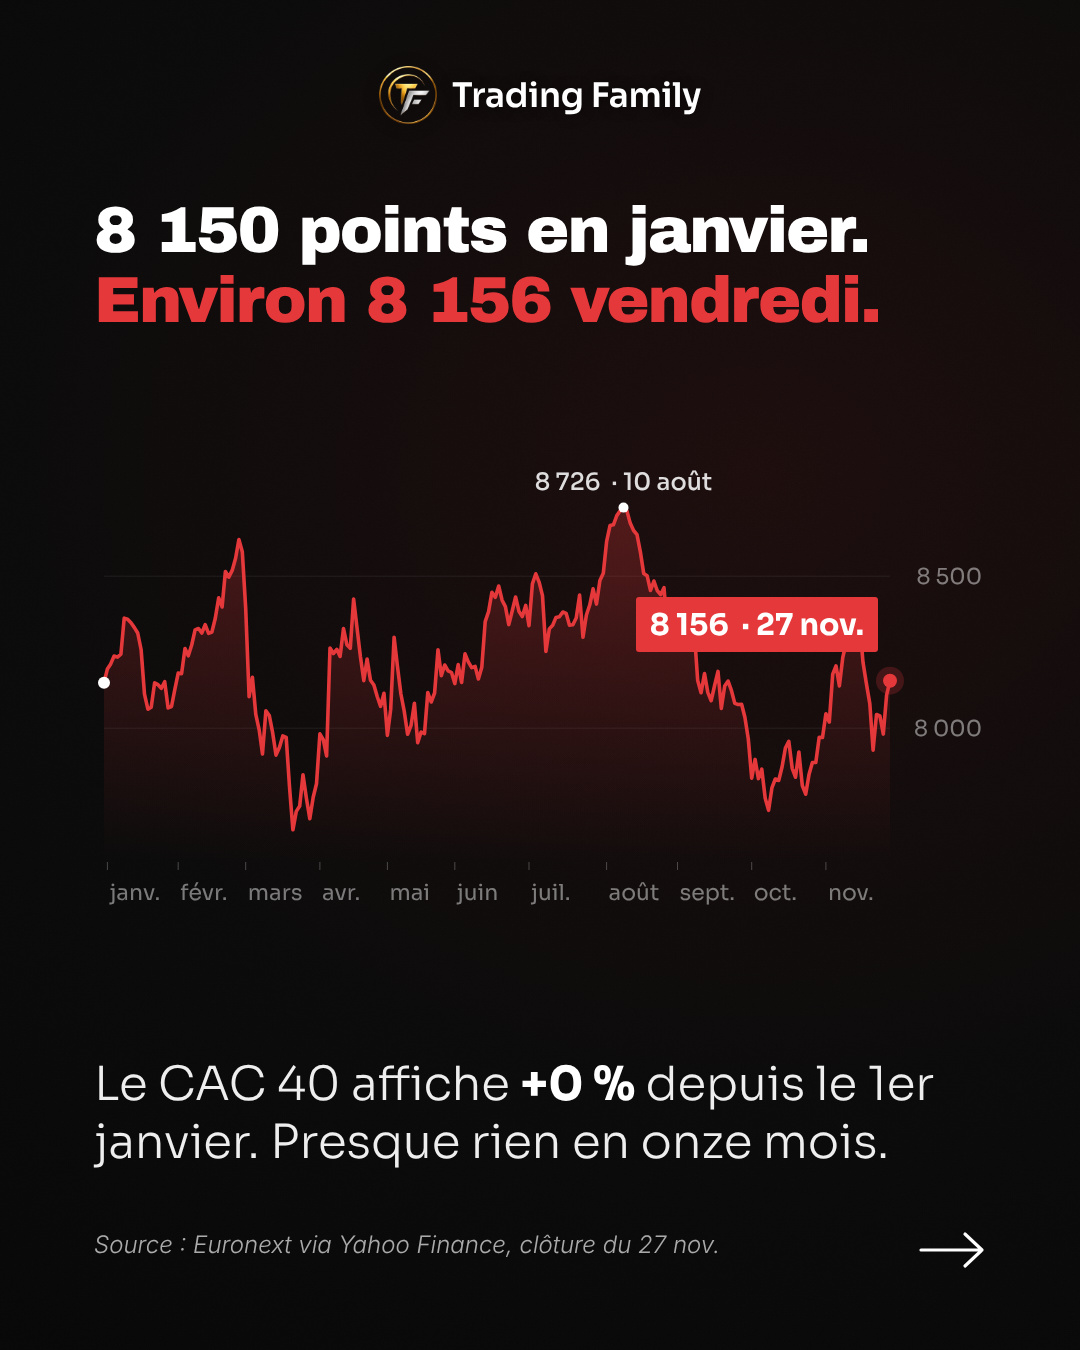 Trading Family
8 150 points en janvier.
Environ 8 156 vendredi.
8 726 · 10 août
8 500
8 156 · 27 nov.
8 000
janv. févr. mars avr. mai juin juil. août sept. oct. nov.
Le CAC 40 affiche +0 % depuis le 1er
janvier. Presque rien en onze mois.
Source : Euronext via Yahoo Finance, clôture du 27 nov.